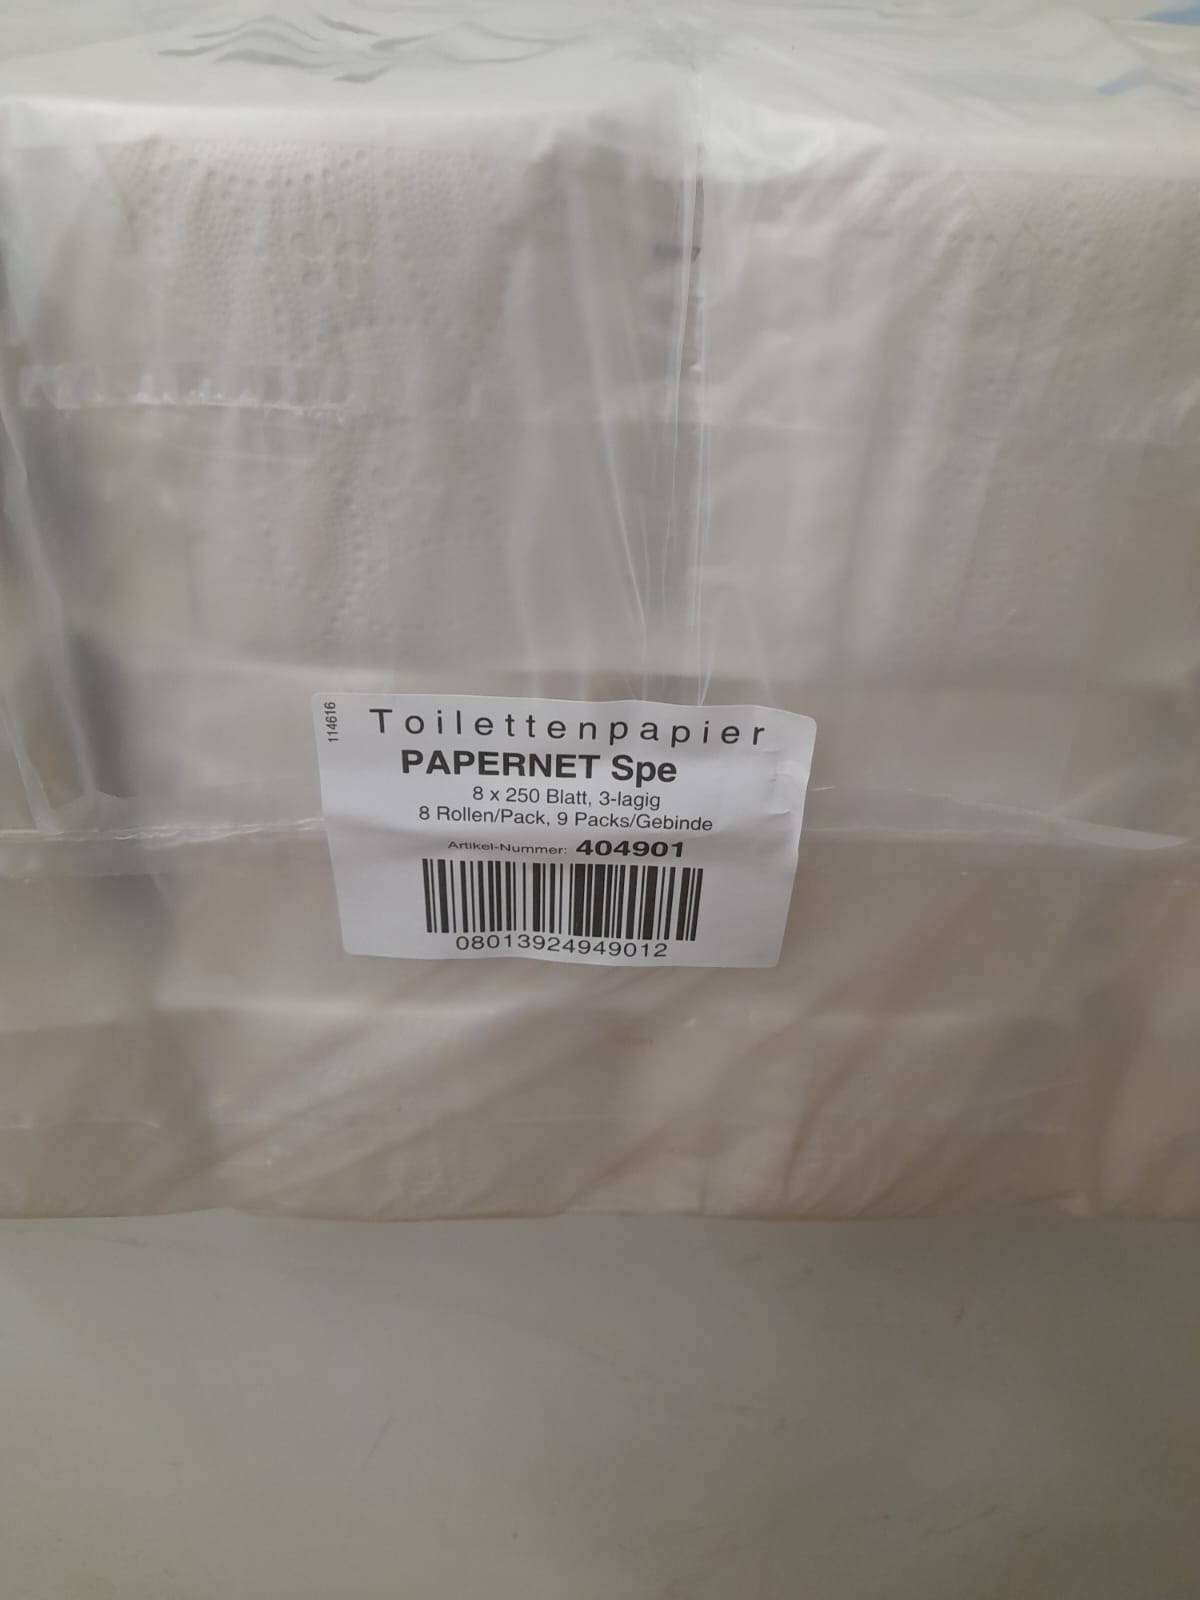 114616
Toilettenpapier
PAPERNET Spe
8 x 250 Blatt, 3-lagig
8 Rollen/Pack, 9 Packs/Gebinde
Artikel-Nummer: 404901
08013924949012